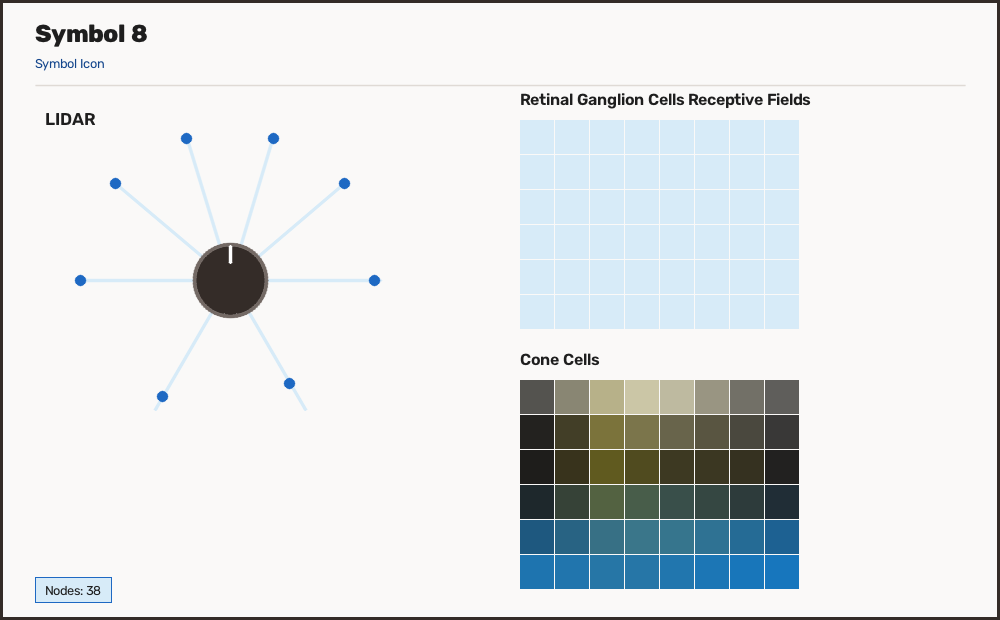 Symbol 8
Symbol Icon
LIDAR
Retinal Ganglion Cells Receptive Fields
Cone Cells
Nodes: 38